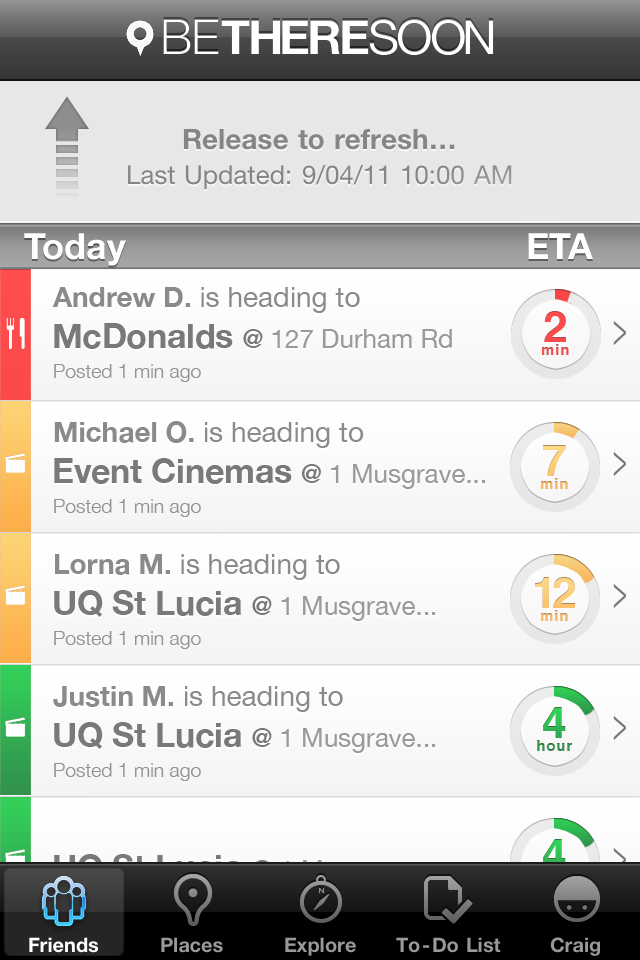 BETHERESOON
Release to refresh...
Last Updated: 9/04/11 10:00 AM
Today ETA
Andrew D. is heading to
McDonalds @ 127 Durham Rd
Posted 1 min ago
2
min
Michael O. is heading to
Event Cinemas @ 1 Musgrave...
Posted 1 min ago
7
min
Lorna M. is heading to
UQ St Lucia @ 1 Musgrave...
Posted 1 min ago
12
min
Justin M. is heading to
UQ St Lucia @ 1 Musgrave...
Posted 1 min ago
4
hour
UQ St Lucia
4
N
Friends Places Explore To-Do List Craig